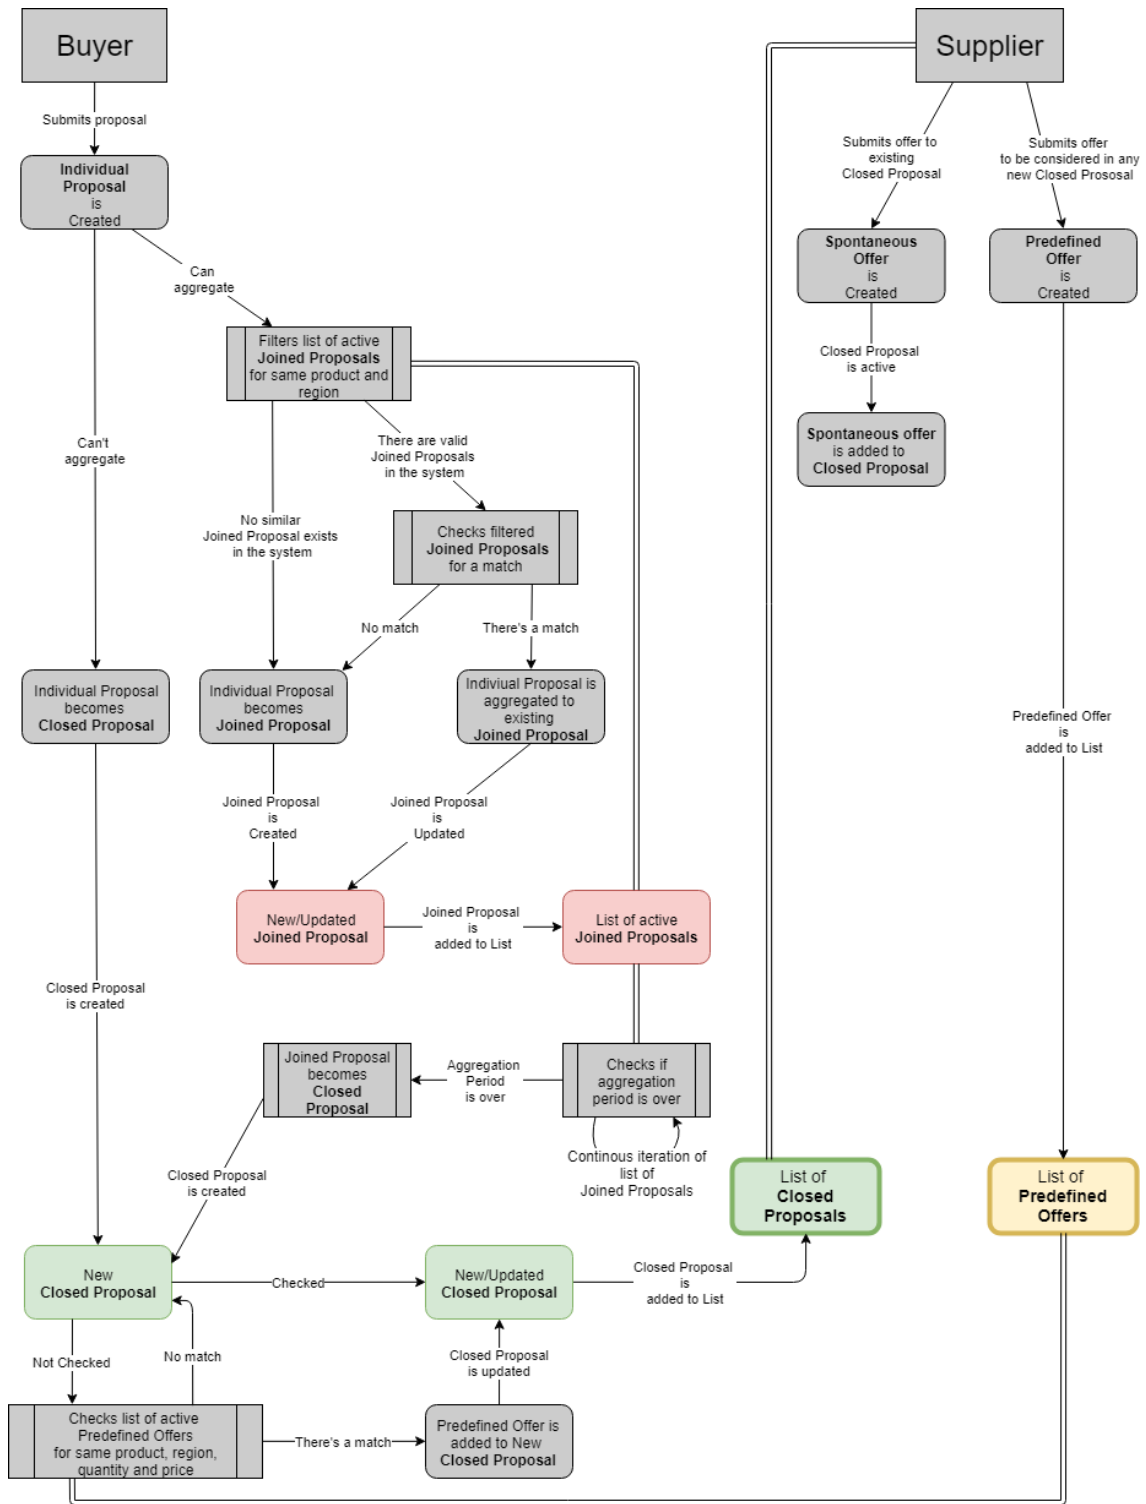 Buyer
Supplier
Submits proposal
Submits offer to
existing
Closed Proposal
Submits offer
to be considered in any
new Closed Prososal
Individual
Proposal
is
Created
Spontaneous
Offer
is
Created
Predefined
Offer
is
Created
Can
aggregate
Filters list of active
Joined Proposals
for same product and
region
Closed Proposal
is active
Can't
aggregate
There are valid
Joined Proposals
in the system
Spontaneous offer
is added to
Closed Proposal
No similar
Joined Proposal exists
in the system
Checks filtered
Joined Proposals
for a match
No match
There's a match
Individual Proposal
becomes
Closed Proposal
Individual Proposal
becomes
Joined Proposal
Indiviual Proposal is
aggregated to
existing
Joined Proposal
Predefined Offer
is
added to List
Joined Proposal
is
Created
Joined Proposal
is
Updated
New/Updated
Joined Proposal
Joined Proposal
is
added to List
List of active
Joined Proposals
Closed Proposal
is created
Joined Proposal
becomes
Closed
Proposal
Aggregation
Period
is over
Checks if
aggregation
period is over
Continous iteration of
list of
Joined Proposals
Closed Proposal
is created
List of
Closed
Proposals
List of
Predefined
Offers
New
Closed Proposal
Checked
New/Updated
Closed Proposal
Closed Proposal
is
added to List
Not Checked
No match
Closed Proposal
is updated
Checks list of active
Predefined Offers
for same product, region,
quantity and price
There's a match
Predefined Offer is
added to New
Closed Proposal